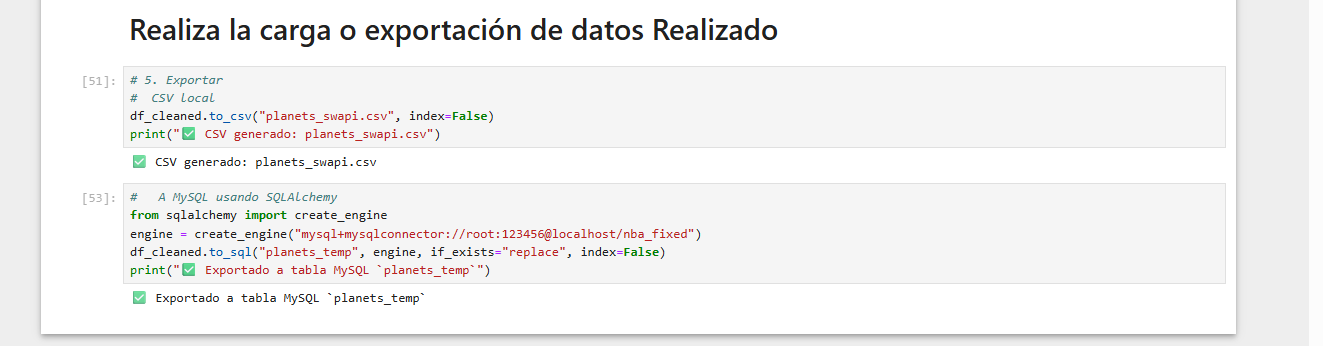 Realiza la carga o exportación de datos Realizado
[51]:
# 5. Exportar
#  CSV local
df_cleaned.to_csv("planets_swapi.csv", index=False)
print("✅ CSV generado: planets_swapi.csv")
✅ CSV generado: planets_swapi.csv
[53]:
#   A MySQL usando SQLAlchemy
from sqlalchemy import create_engine
engine = create_engine("mysql+mysqlconnector://root:123456@localhost/nba_fixed")
df_cleaned.to_sql("planets_temp", engine, if_exists="replace", index=False)
print("✅ Exportado a tabla MySQL `planets_temp`")
✅ Exportado a tabla MySQL `planets_temp`